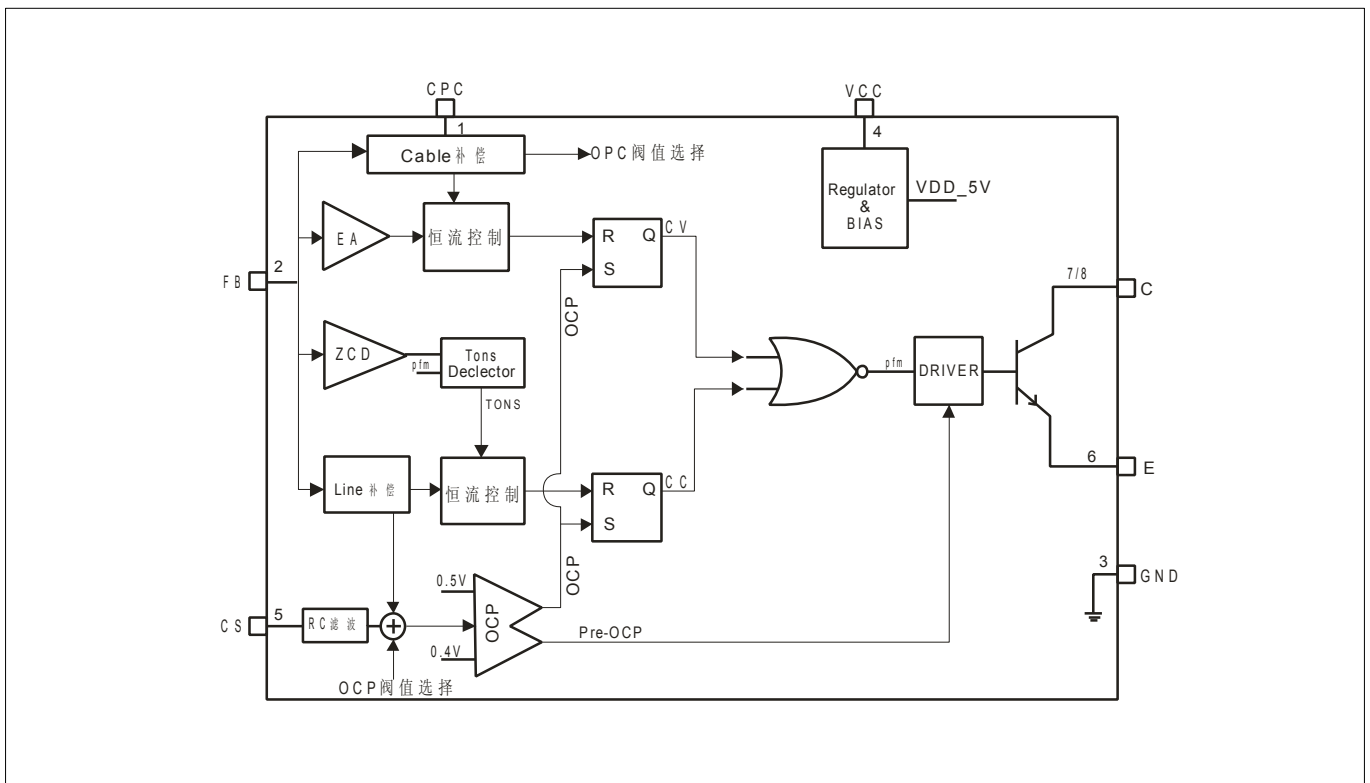 CPC
VCC
1
4
Cable补偿
OPC阀值选择
Regulator
&
BIAS
VDD_5V
EA
恒流控制
R
Q
CV
S
FB
2
7/8
C
OCP
ZCD
pfm
Tons
Declector
pfm
DRIVER
TONS
6
E
Line补偿
恒流控制
R
Q
CC
S
OCP
3
GND
0.5V
CS
5
RC滤波
+
OCP
Pre-OCP
0.4V
OCP阀值选择